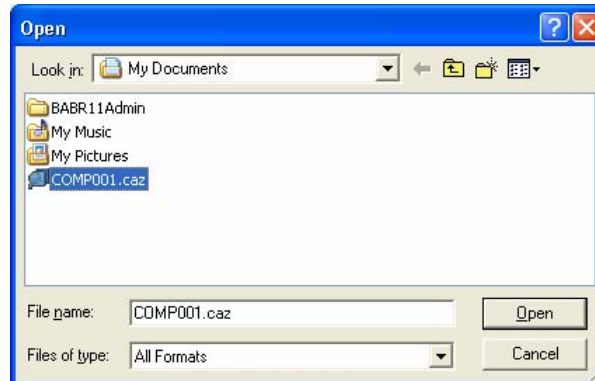 Open
Look in: My Documents
BABR11Admin
My Music
My Pictures
COMP001.caz
File name: COMP001.caz Open
Files of type: All Formats Cancel